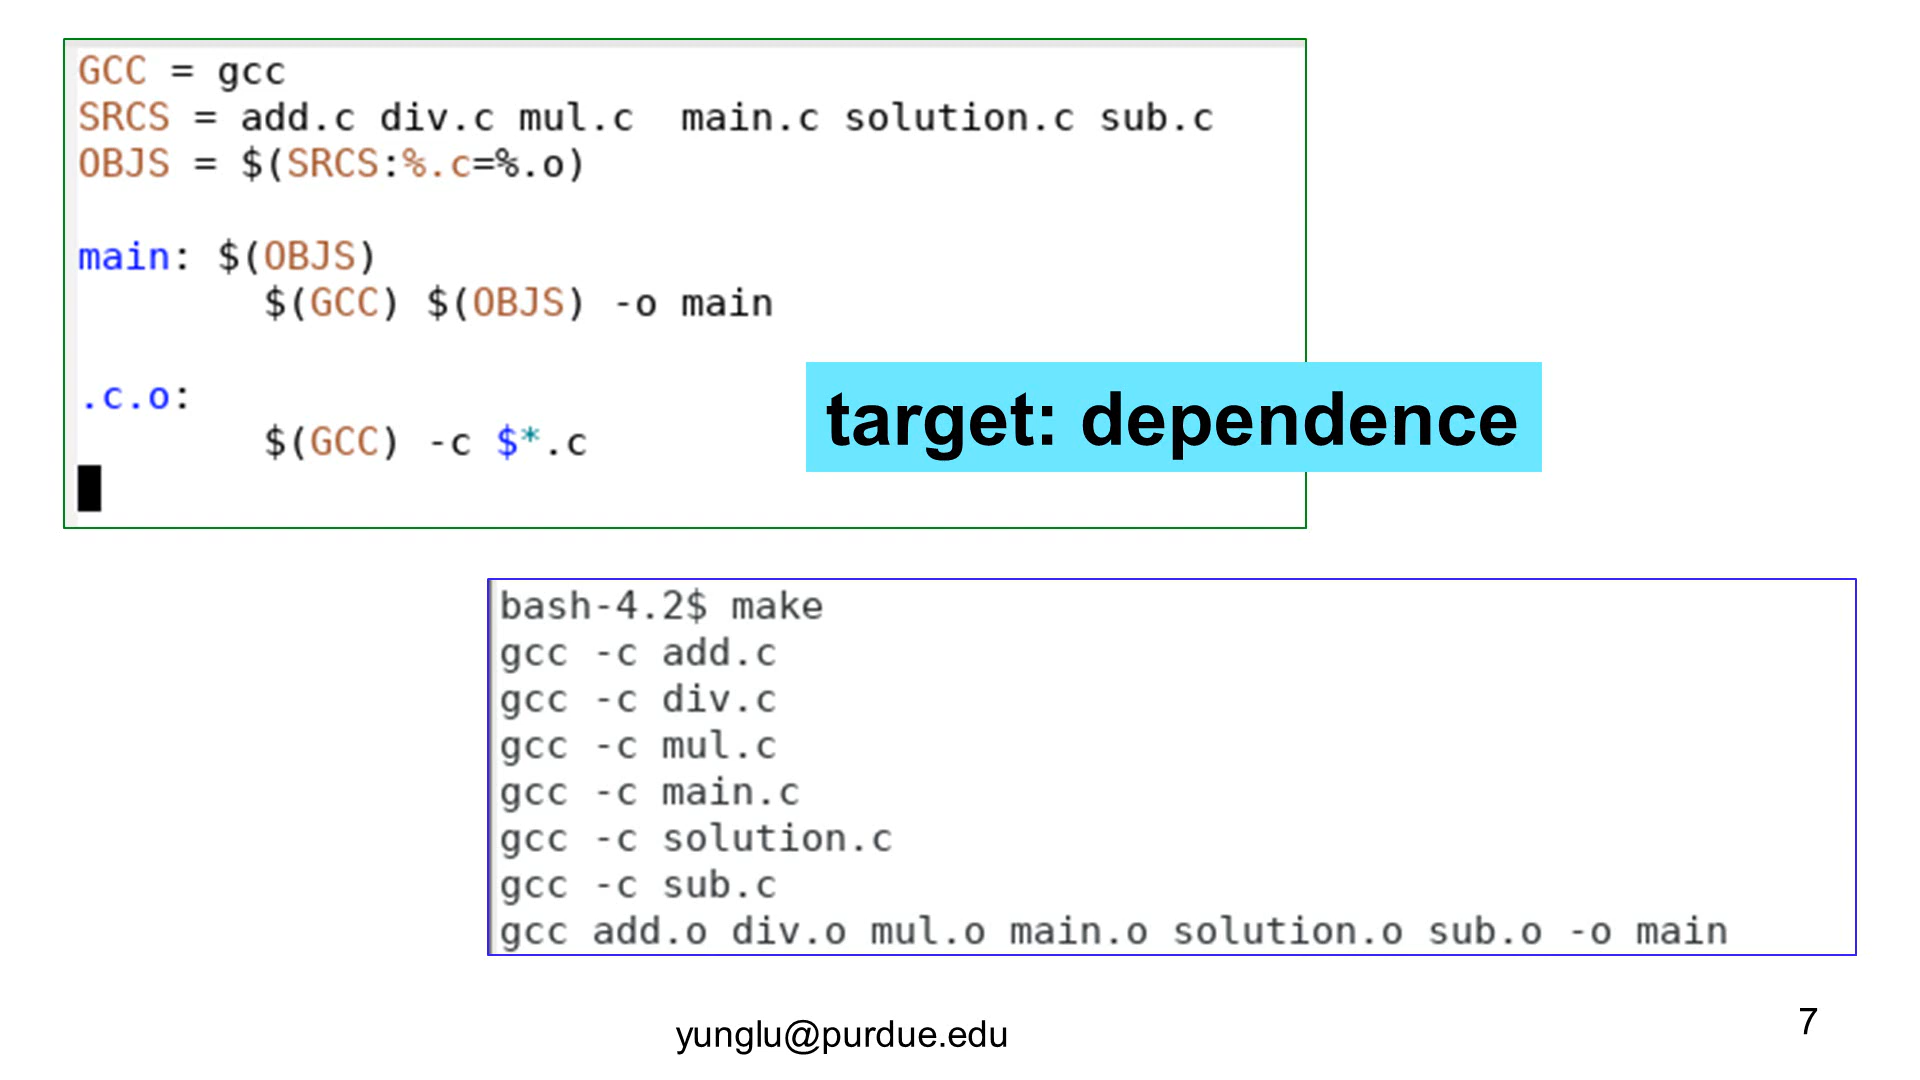 GCC = gcc
SRCS = add.c div.c mul.c  main.c solution.c sub.c
OBJS = $(SRCS:%.c=%.o)
main: $(OBJS)
        $(GCC) $(OBJS) -o main
.c.o:
        $(GCC) -c $*.c
target: dependence
bash-4.2$ make
gcc -c add.c
gcc -c div.c
gcc -c mul.c
gcc -c main.c
gcc -c solution.c
gcc -c sub.c
gcc add.o div.o mul.o main.o solution.o sub.o -o main
yunglu@purdue.edu
7